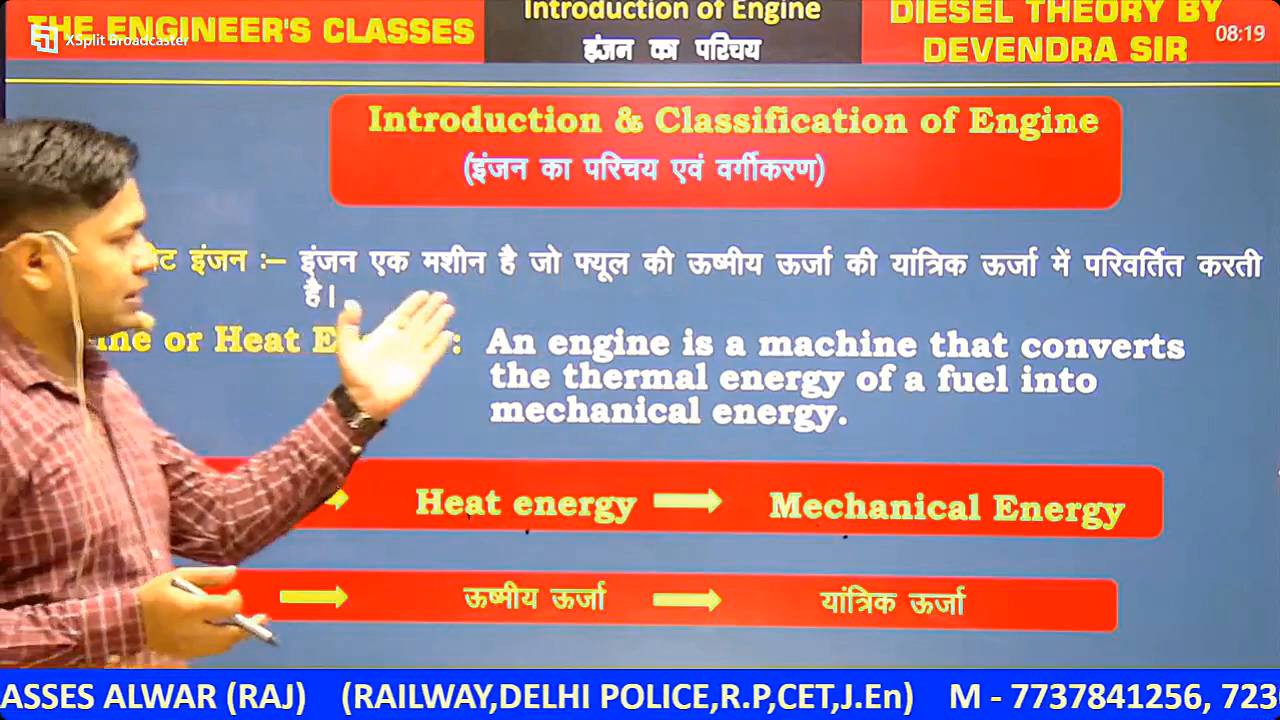 THE ENGINEER'S CLASSES
XSplit Broadcaster
Introduction of Engine
इंजन का परिचय
DIESEL THEORY BY
DEVENDRA SIR
08:19
Introduction & Classification of Engine
(इंजन का परिचय एवं वर्गीकरण)
इंजन :– इंजन एक मशीन है जो फ्यूल की ऊष्मीय ऊर्जा की यांत्रिक ऊर्जा में परिवर्तित करती
है।
or Heat : An engine is a machine that converts
the thermal energy of a fuel into
mechanical energy.
Heat energy Mechanical Energy
ऊष्मीय ऊर्जा यांत्रिक ऊर्जा
ASSES ALWAR (RAJ) (RAILWAY,DELHI POLICE,R.P,CET,J.En) M - 7737841256, 723